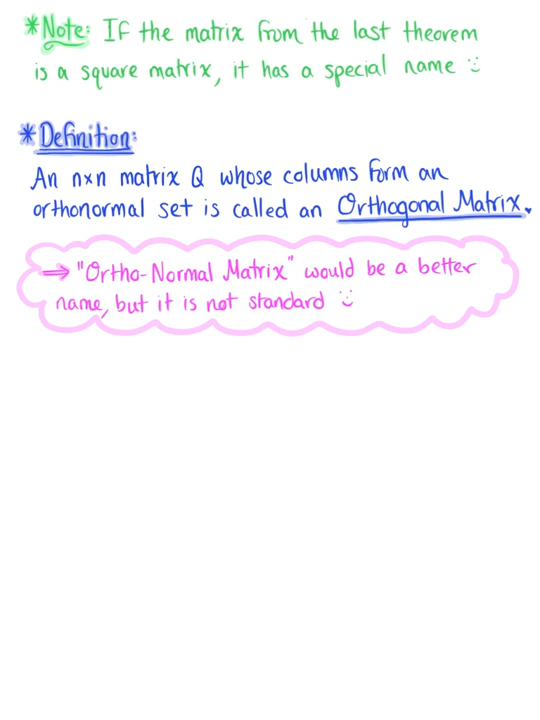 *Note: If the matrix from the last theorem
is a square matrix, it has a special name :)
*Definition:
An n×n matrix Q whose columns form an
orthonormal set is called an Orthogonal Matrix.
⇒ "Ortho-Normal Matrix" would be a better
name, but it is not standard :)